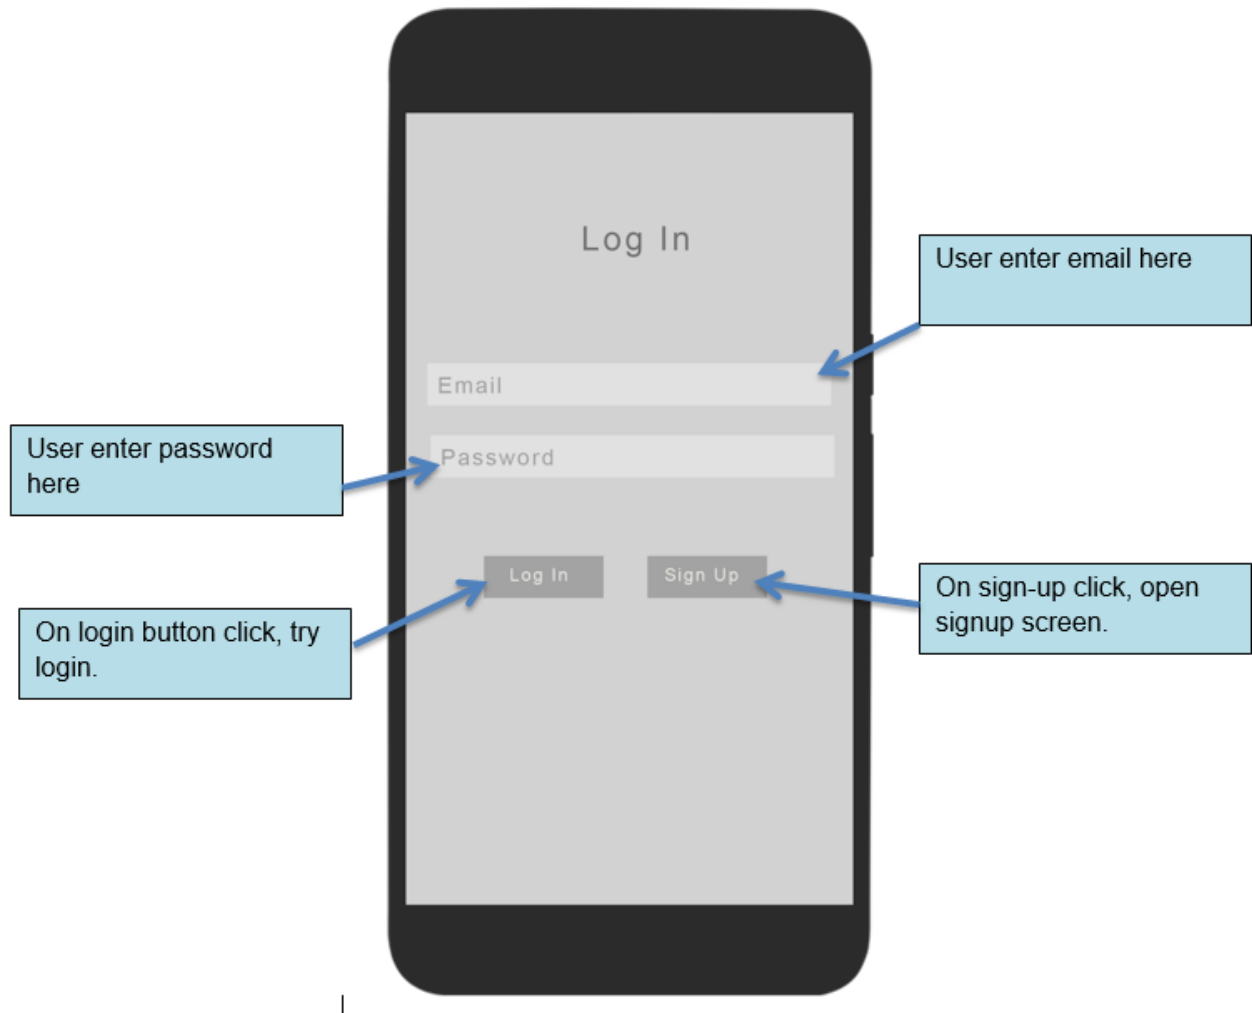 Log In
User enter email here
Email
User enter password
here
Password
Log In
Sign Up
On sign-up click, open
signup screen.
On login button click, try
login.